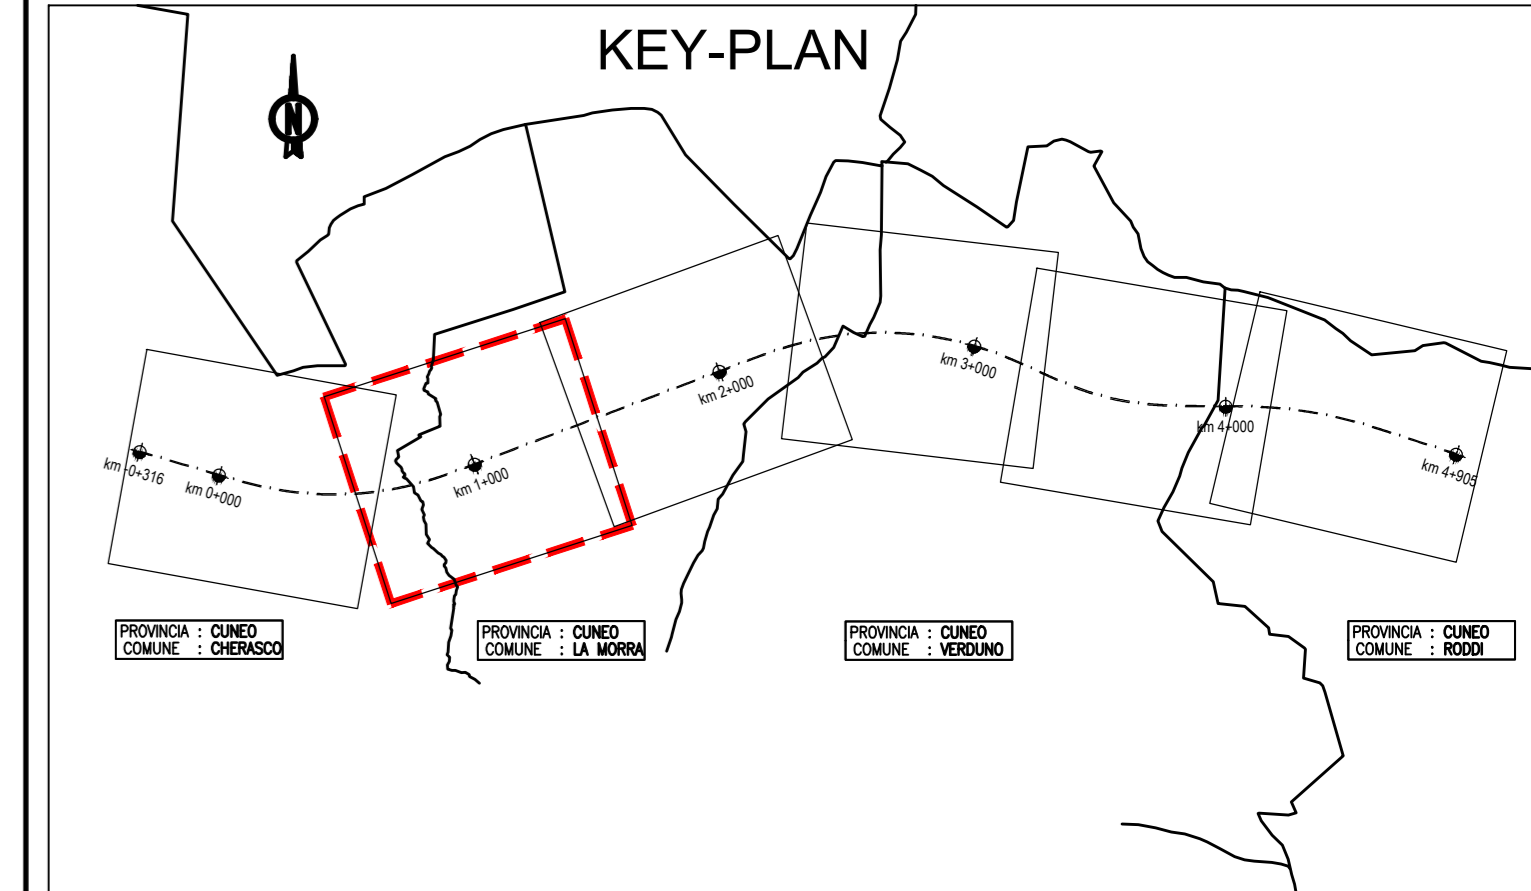 KEY-PLAN
N
km -0+316
km 0+000
km 1+000
km 2+000
km 3+000
km 4+000
km 4+905
PROVINCIA : CUNEO
COMUNE : CHERASCO
PROVINCIA : CUNEO
COMUNE : LA MORRA
PROVINCIA : CUNEO
COMUNE : VERDUNO
PROVINCIA : CUNEO
COMUNE : RODDI